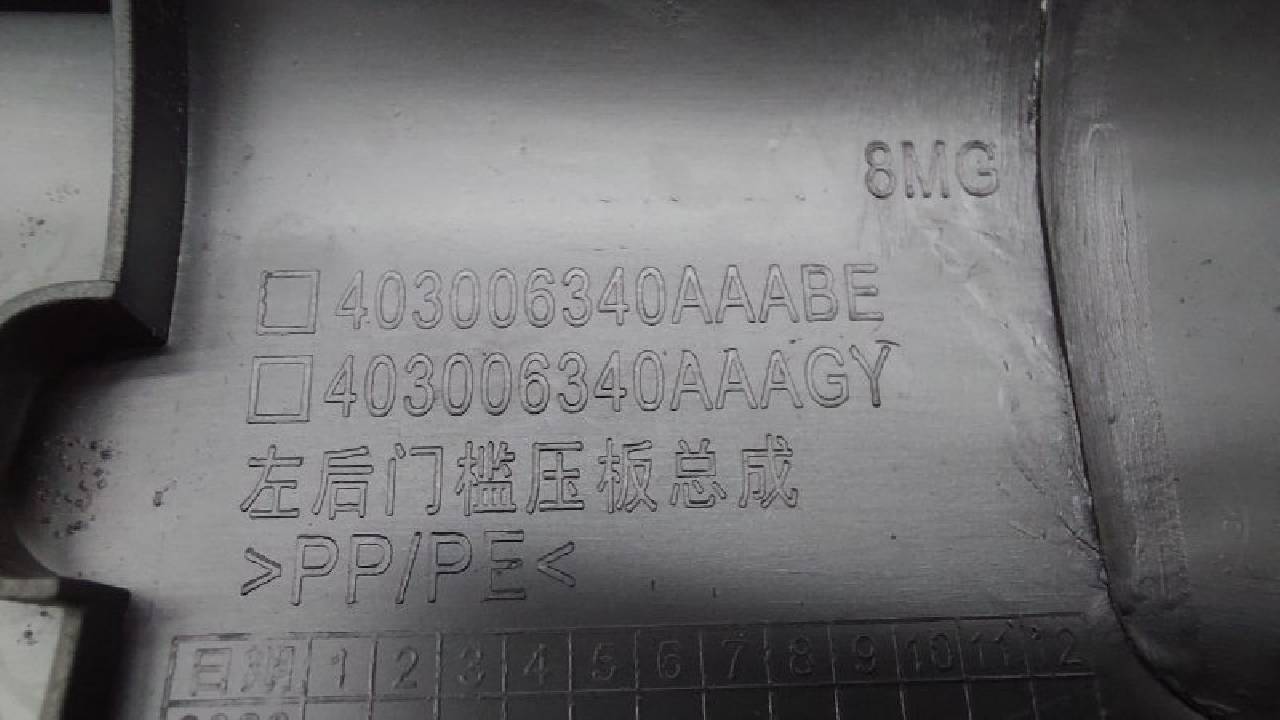 8MG
□403006340AAABE
□403006340AAAGY
左后门槛压板总成
>PP/PE<
日期 1 2 3 4 5 6 7 8 9 10 11 12